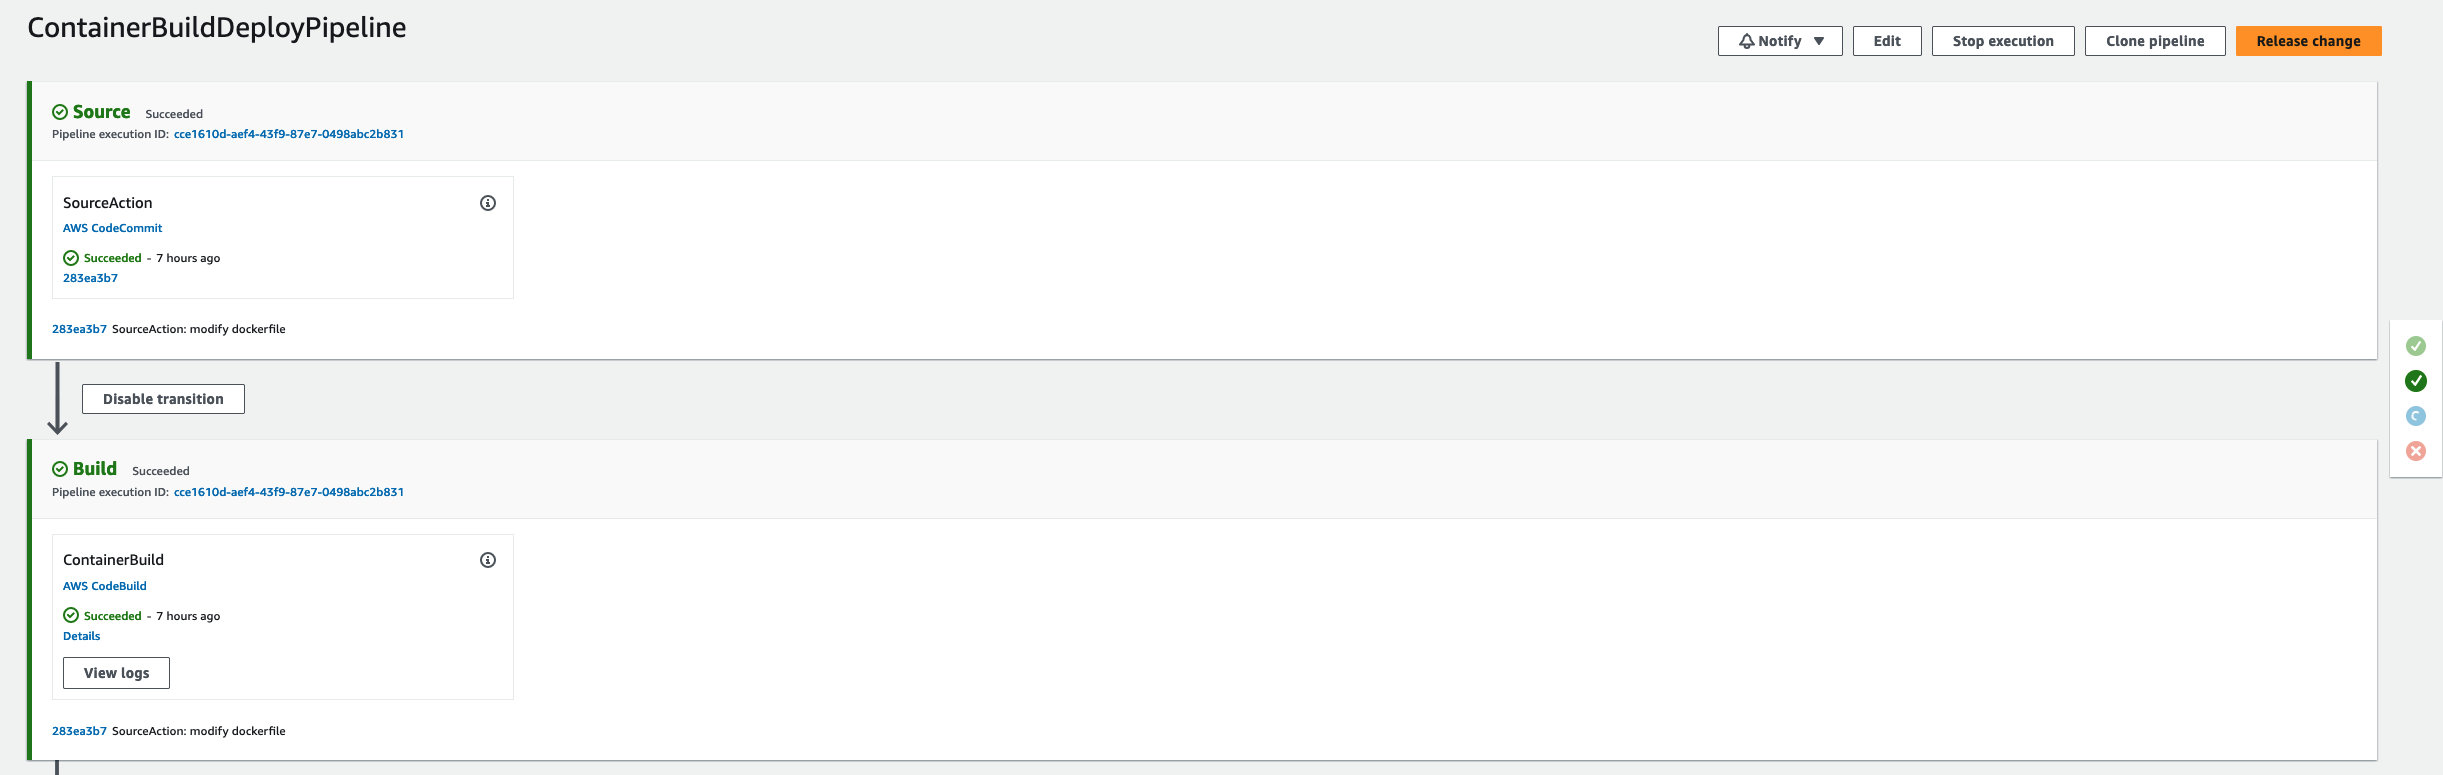 ContainerBuildDeployPipeline
Notify
Edit
Stop execution
Clone pipeline
Release change
Source Succeeded
Pipeline execution ID: cce1610d-aef4-43f9-87e7-0498abc2b831
SourceAction
AWS CodeCommit
Succeeded - 7 hours ago
283ea3b7
283ea3b7 SourceAction: modify dockerfile
Disable transition
Build Succeeded
Pipeline execution ID: cce1610d-aef4-43f9-87e7-0498abc2b831
ContainerBuild
AWS CodeBuild
Succeeded - 7 hours ago
Details
View logs
283ea3b7 SourceAction: modify dockerfile